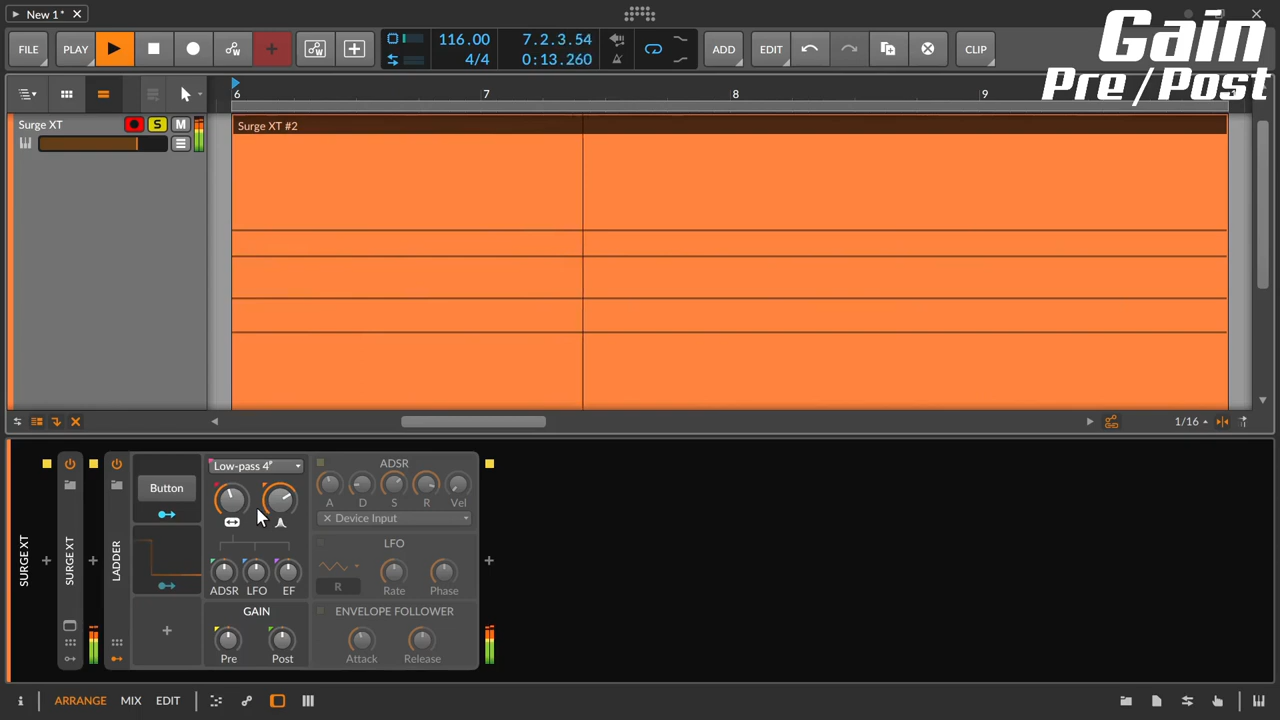 New 1*
Gain
Pre/Post
FILE
PLAY
116.00
4/4
7.2.3.54
0:13.260
ADD
EDIT
CLIP
6
7
8
9
Surge XT
S
M
Surge XT #2
1/16
SURGE XT
SURGE XT
LADDER
Button
Low-pass 4
ADSR
LFO
EF
GAIN
Pre
Post
ADSR
A
D
S
R
Vel
Device Input
LFO
R
Rate
Phase
ENVELOPE FOLLOWER
Attack
Release
ARRANGE
MIX
EDIT